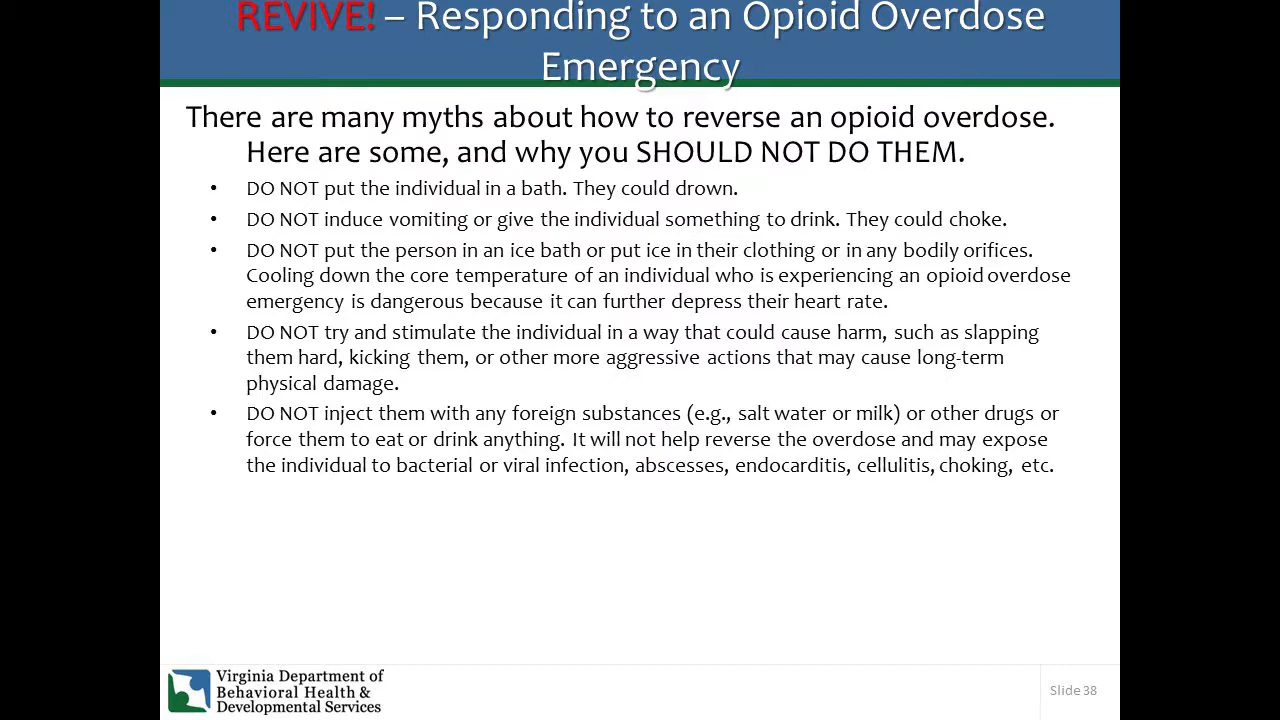 REVIVE! – Responding to an Opioid Overdose
Emergency
There are many myths about how to reverse an opioid overdose.
Here are some, and why you SHOULD NOT DO THEM.
• DO NOT put the individual in a bath. They could drown.
• DO NOT induce vomiting or give the individual something to drink. They could choke.
• DO NOT put the person in an ice bath or put ice in their clothing or in any bodily orifices.
Cooling down the core temperature of an individual who is experiencing an opioid overdose
emergency is dangerous because it can further depress their heart rate.
• DO NOT try and stimulate the individual in a way that could cause harm, such as slapping
them hard, kicking them, or other more aggressive actions that may cause long-term
physical damage.
• DO NOT inject them with any foreign substances (e.g., salt water or milk) or other drugs or
force them to eat or drink anything. It will not help reverse the overdose and may expose
the individual to bacterial or viral infection, abscesses, endocarditis, cellulitis, choking, etc.
Virginia Department of
Behavioral Health &
Developmental Services
Slide 38